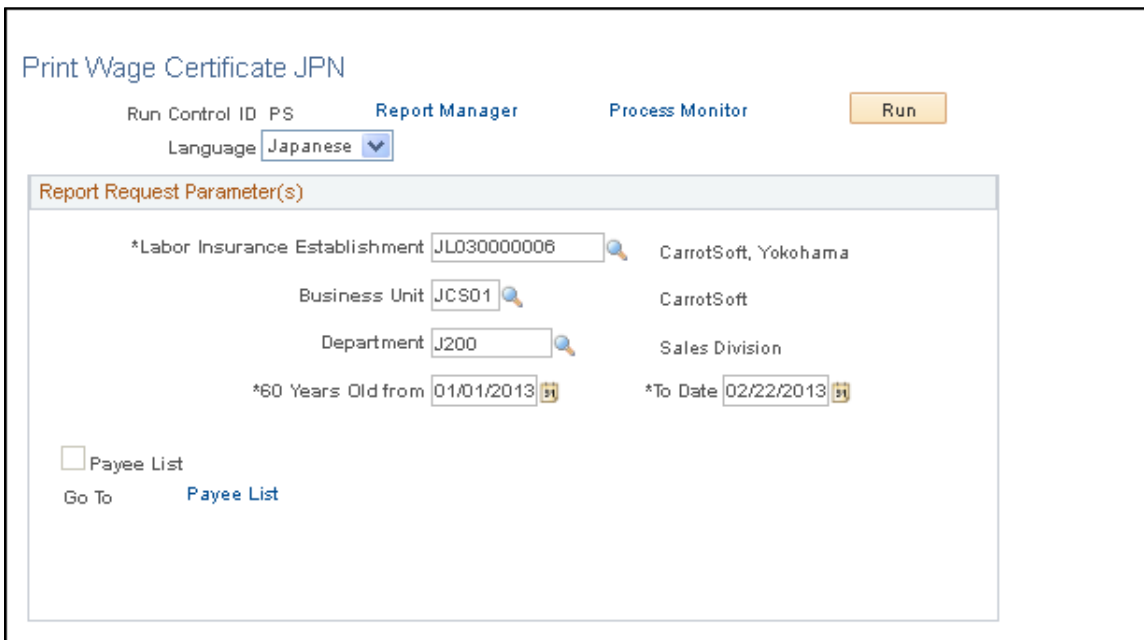 Print Wage Certificate JPN
Run Control ID PS Report Manager Process Monitor Run
Language Japanese
Report Request Parameter(s)
*Labor Insurance Establishment JL030000006 CarrotSoft, Yokohama
Business Unit JCS01 CarrotSoft
Department J200 Sales Division
*60 Years Old from 01/01/2013 31 *To Date 02/22/2013 31
Payee List
Go To Payee List